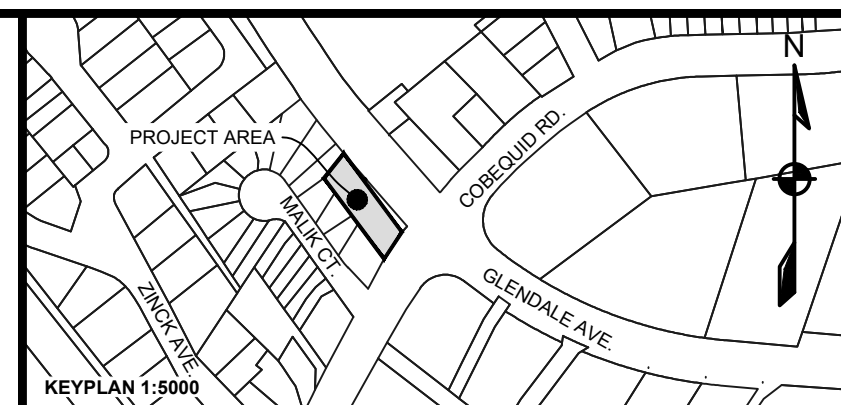 N
PROJECT AREA
COBEQUID RD.
MALIK CT.
GLENDALE AVE.
ZINCK AVE.
KEYPLAN 1:5000